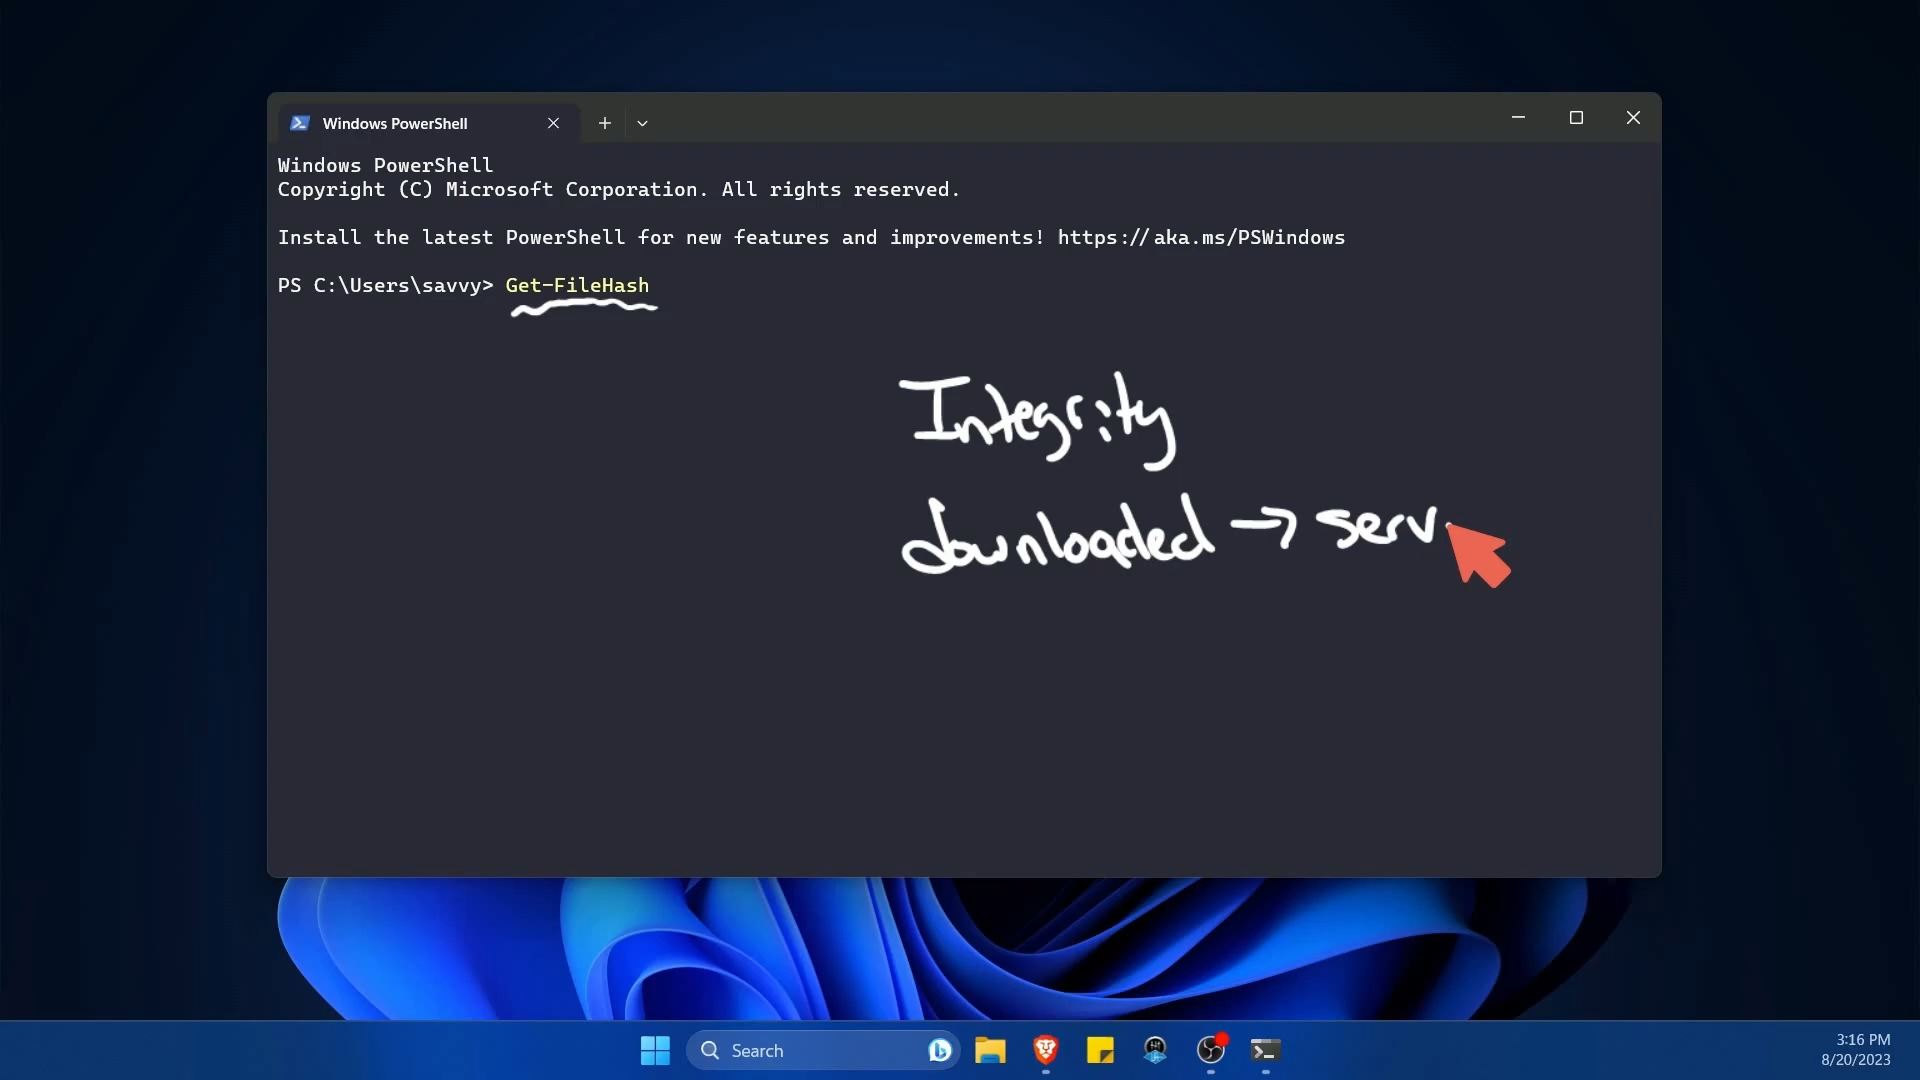 Windows PowerShell
Windows PowerShell
Copyright (C) Microsoft Corporation. All rights reserved.
Install the latest PowerShell for new features and improvements! https://aka.ms/PSWindows
PS C:\Users\savvy> Get-FileHash
Integrity
downloaded → serv
Search
3:16 PM
8/20/2023